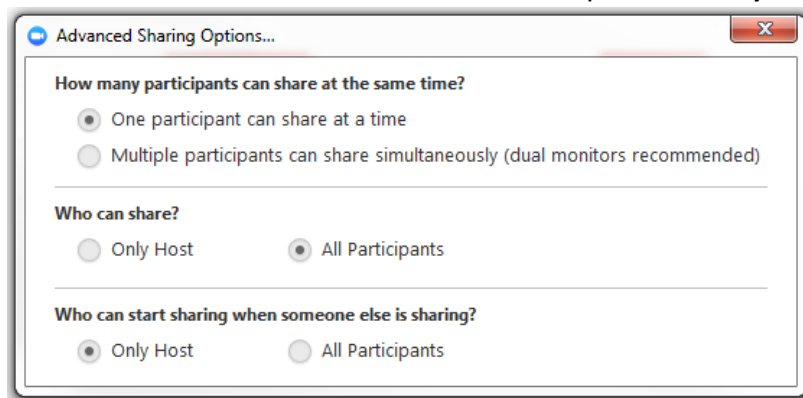 Advanced Sharing Options...
X
How many participants can share at the same time?
One participant can share at a time
Multiple participants can share simultaneously (dual monitors recommended)
Who can share?
Only Host All Participants
Who can start sharing when someone else is sharing?
Only Host All Participants